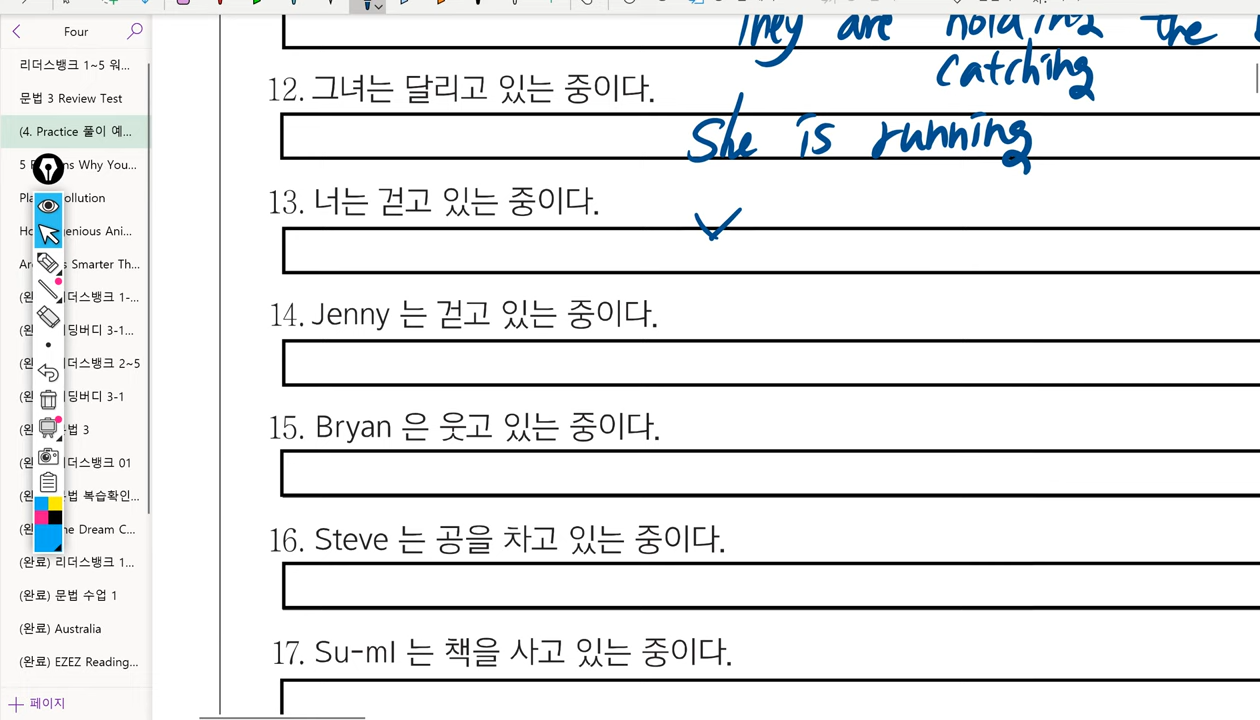 Four
리더스뱅크 1~5 워...
문법 3 Review Test
(4. Practice 풀이 예...
Why You...
ollution
enious Ani...
Smarter Th...
(완
더스뱅크 1-...
(완
딩버디 3-1...
(완
더스뱅크 2~5
(완
딩버디 3-1
(완
법 3
(완
더스뱅크 01
(완
법 복습확인...
(완
he Dream C...
(완료) 리더스뱅크 1...
(완료) 문법 수업 1
(완료) Australia
(완료) EZEZ Reading...
페이지
They are holding the
catching
12. 그녀는 달리고 있는 중이다.
She is running
13. 너는 걷고 있는 중이다.
14. Jenny 는 걷고 있는 중이다.
15. Bryan 은 웃고 있는 중이다.
16. Steve 는 공을 차고 있는 중이다.
17. Su-mI 는 책을 사고 있는 중이다.